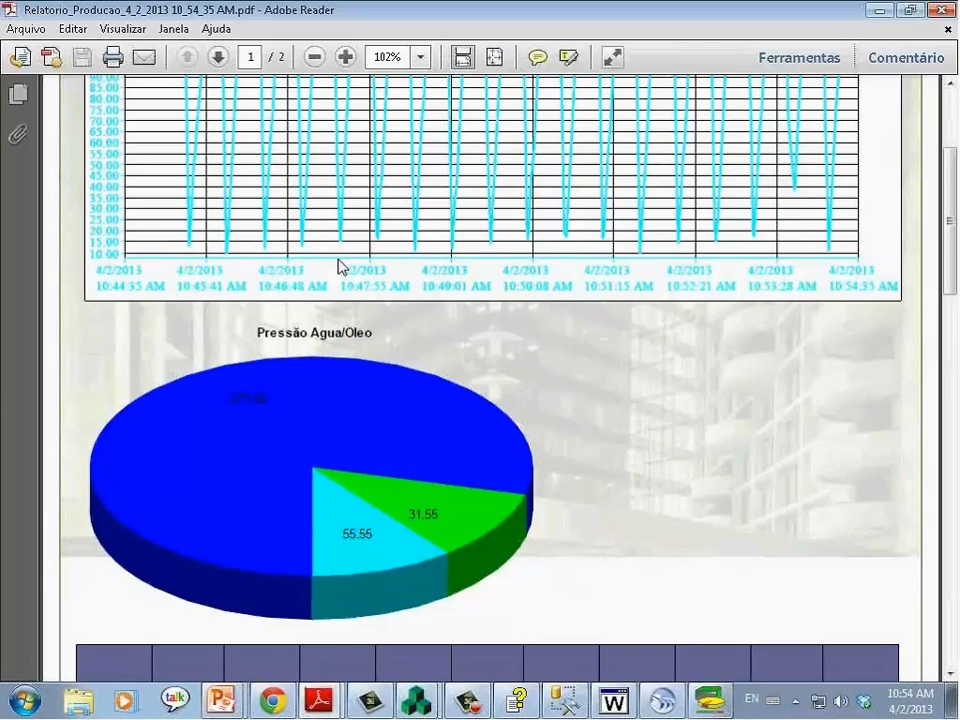 Relatorio_Producao_4_2_2013 10_54_35 AM.pdf - Adobe Reader
Arquivo Editar Visualizar Janela Ajuda
1 / 2 102% Ferramentas Comentário
85.00
80.00
75.00
70.00
65.00
60.00
55.00
50.00
45.00
40.00
35.00
30.00
25.00
20.00
15.00
10.00
4/2/2013 4/2/2013 4/2/2013 4/2/2013 4/2/2013 4/2/2013 4/2/2013 4/2/2013 4/2/2013 4/2/2013
10:44:35 AM 10:45:41 AM 10:46:48 AM 10:47:55 AM 10:49:01 AM 10:50:08 AM 10:51:15 AM 10:52:21 AM 10:53:28 AM 10:54:35 AM
Pressão Agua/Oleo
31.55
55.55
talk
EN
10:54 AM
4/2/2013